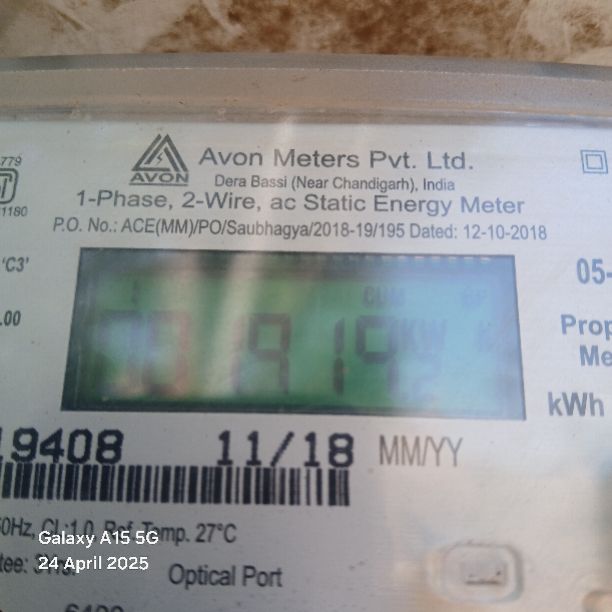 779
1180
AVON
Avon Meters Pvt. Ltd.
Dera Bassi (Near Chandigarh), India
1-Phase, 2-Wire, ac Static Energy Meter
P.O. No.: ACE(MM)/PO/Saubhagya/2018-19/195 Dated: 12-10-2018
'C3'
.00
05-
Prop
Me
kWh
CUM
KW
19408 11/18 MM/YY
0Hz, Cl.:1.0, Ref. Temp. 27°C
Optical Port
Galaxy A15 5G
24 April 2025